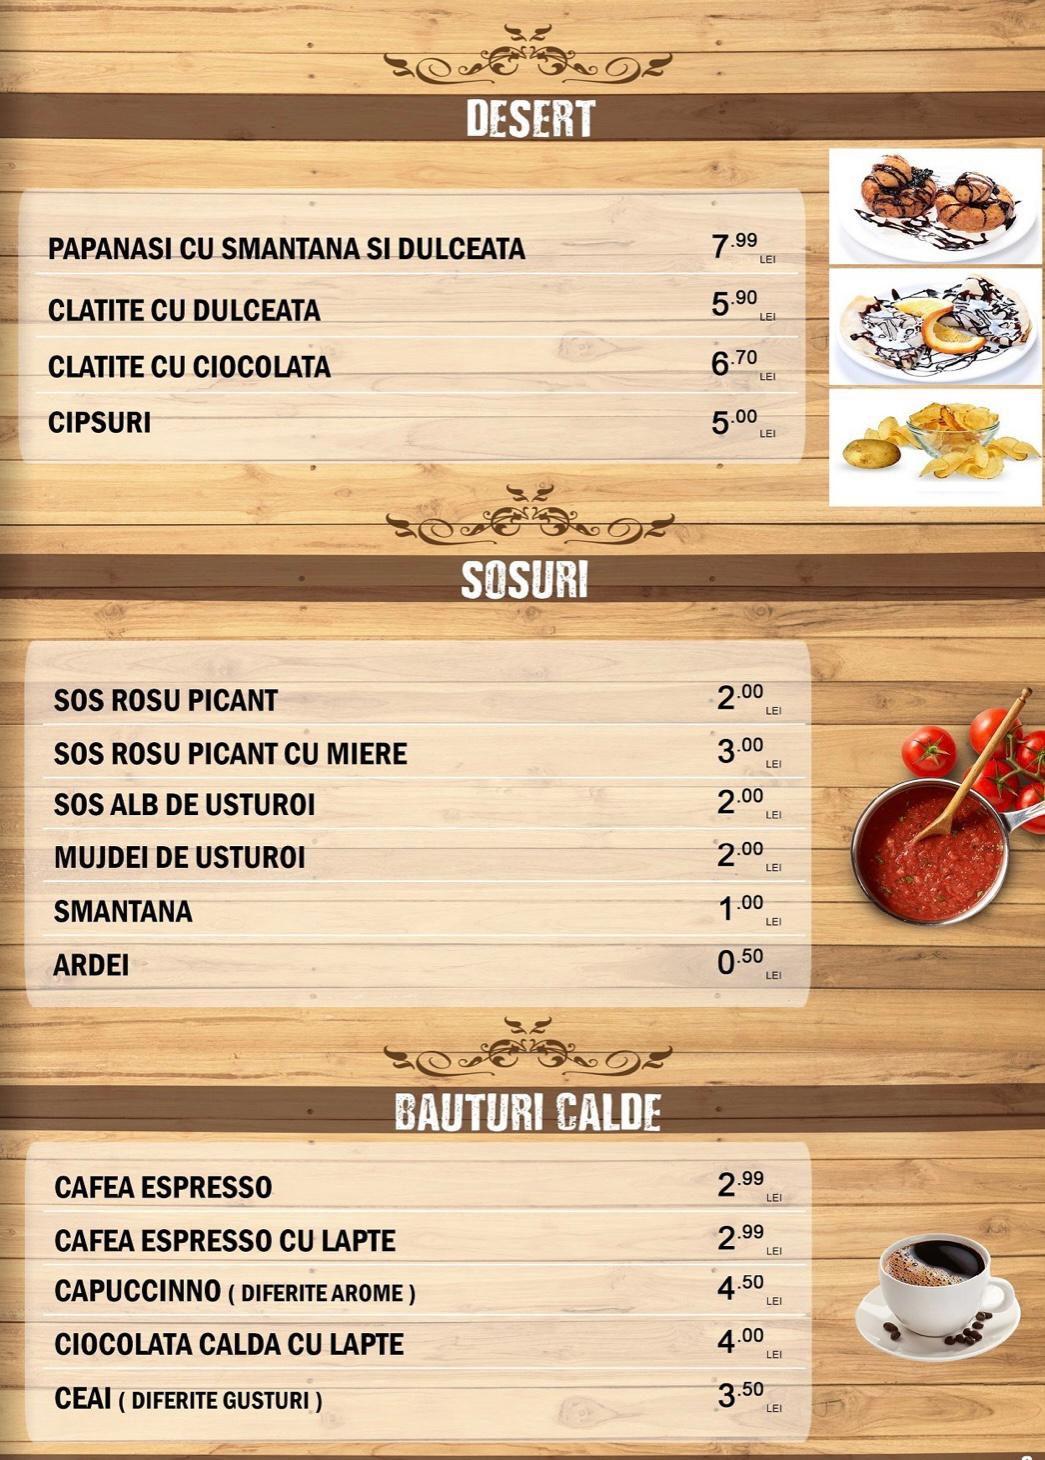 DESERT
PAPANASI CU SMANTANA SI DULCEATA 7.99 LEI
CLATITE CU DULCEATA 5.90 LEI
CLATITE CU CIOCOLATA 6.70 LEI
CIPSURI 5.00 LEI
SOSURI
SOS ROSU PICANT 2.00 LEI
SOS ROSU PICANT CU MIERE 3.00 LEI
SOS ALB DE USTUROI 2.00 LEI
MUJDEI DE USTUROI 2.00 LEI
SMANTANA 1.00 LEI
ARDEI 0.50 LEI
BAUTURI CALDE
CAFEA ESPRESSO 2.99 LEI
CAFEA ESPRESSO CU LAPTE 2.99 LEI
CAPUCCINNO ( DIFERITE AROME ) 4.50 LEI
CIOCOLATA CALDA CU LAPTE 4.00 LEI
CEAI ( DIFERITE GUSTURI ) 3.50 LEI